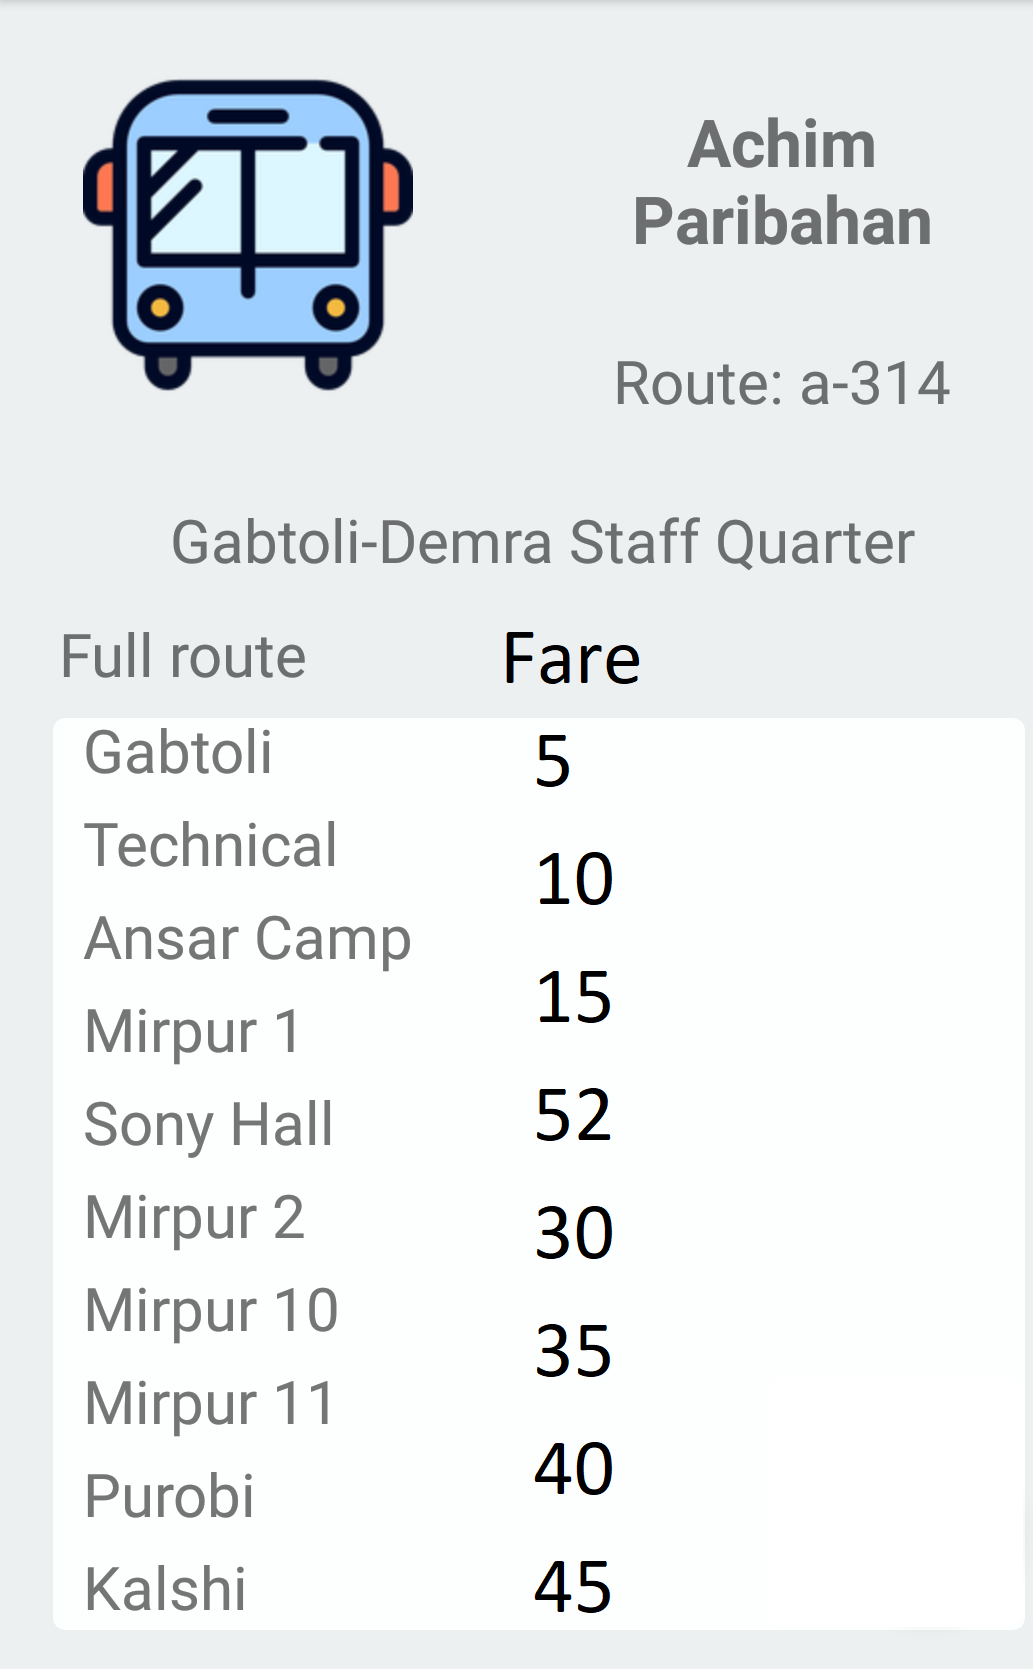 Achim
Paribahan
Route: a-314
Gabtoli-Demra Staff Quarter
Full route Fare
Gabtoli 5
Technical
10
Ansar Camp
15
Mirpur 1
52
Sony Hall
Mirpur 2
30
Mirpur 10
35
Mirpur 11
40
Purobi
Kalshi 45